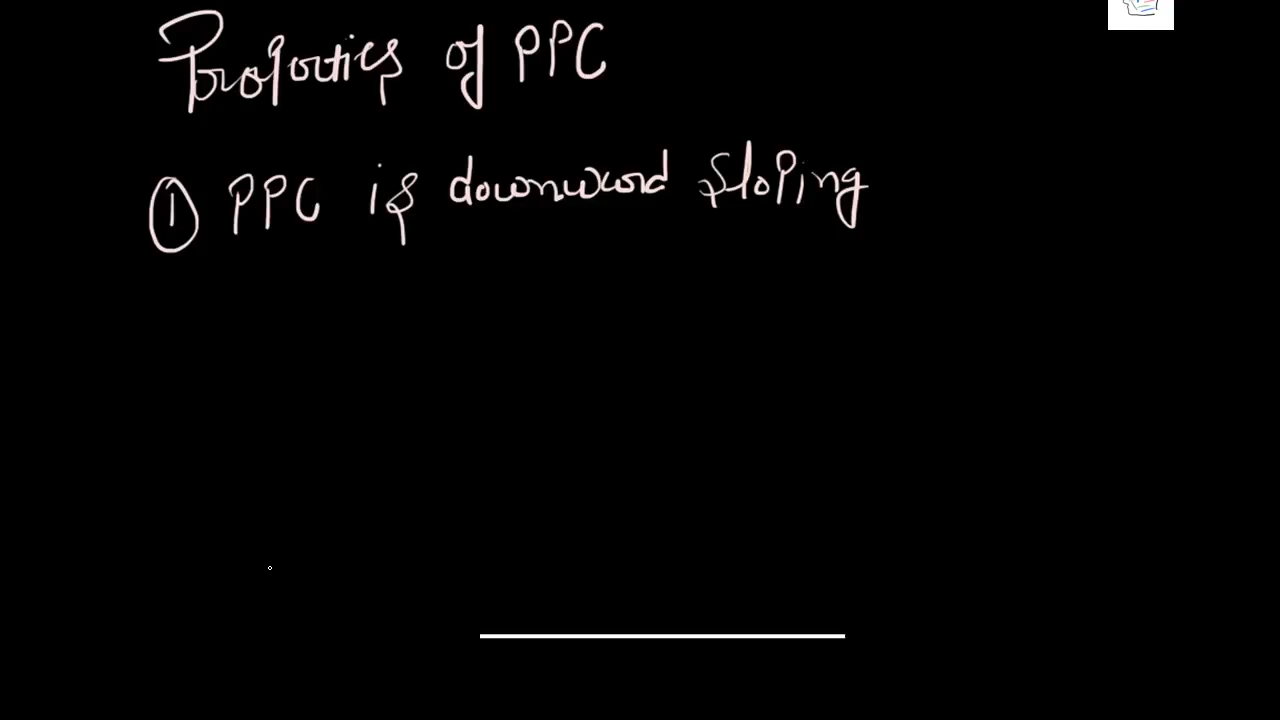 Properties of PPC
① PPC is downward sloping